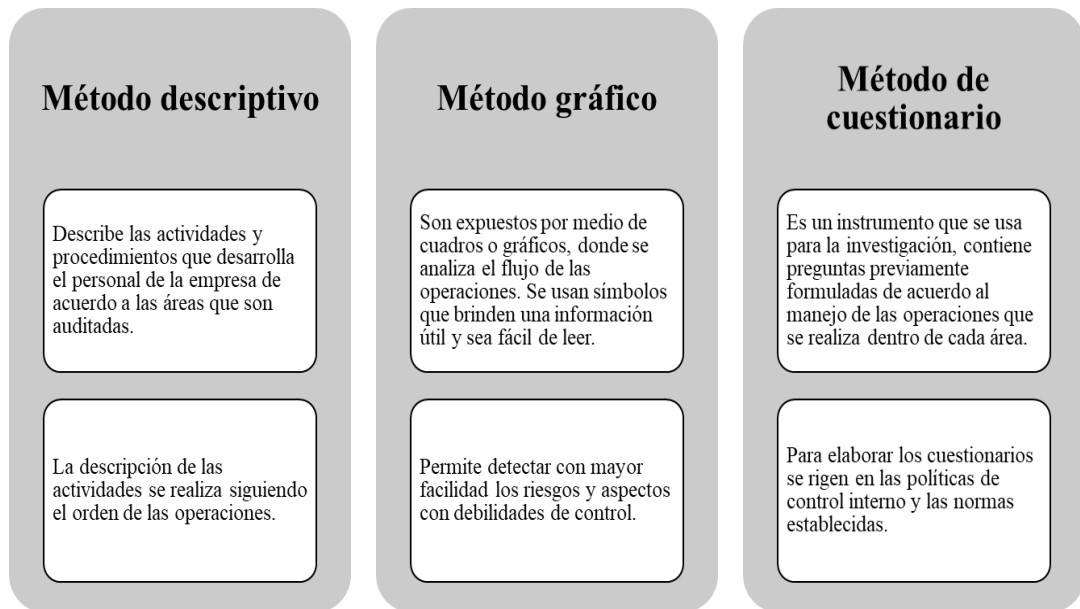 Método descriptivo
Describe las actividades y
procedimientos que desarrolla
el personal de la empresa de
acuerdo a las áreas que son
auditadas.
La descripción de las
actividades se realiza siguiendo
el orden de las operaciones.
Método gráfico
Son expuestos por medio de
cuadros o gráficos, donde se
analiza el flujo de las
operaciones. Se usan símbolos
que brinden una información
útil y sea fácil de leer.
Permite detectar con mayor
facilidad los riesgos y aspectos
con debilidades de control.
Método de
cuestionario
Es un instrumento que se usa
para la investigación, contiene
preguntas previamente
formuladas de acuerdo al
manejo de las operaciones que
se realiza dentro de cada área.
Para elaborar los cuestionarios
se rigen en las políticas de
control interno y las normas
establecidas.